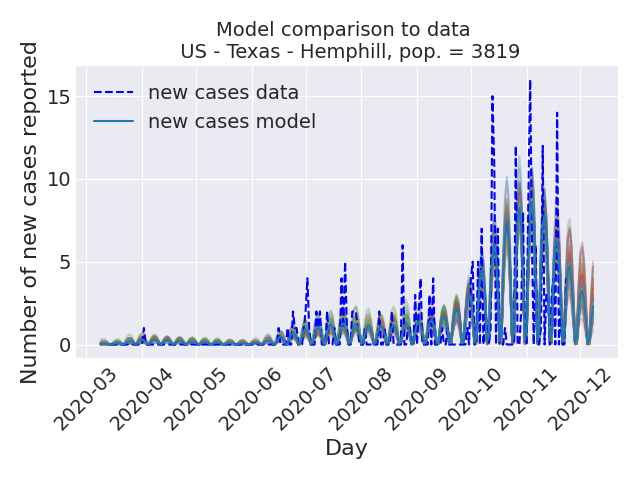 Model comparison to data
US - Texas - Hemphill, pop. = 3819
Number of new cases reported
15
10
5
0
new cases data
new cases model
2020-03
2020-04
2020-05
2020-06
2020-07
2020-08
2020-09
2020-10
2020-11
2020-12
Day